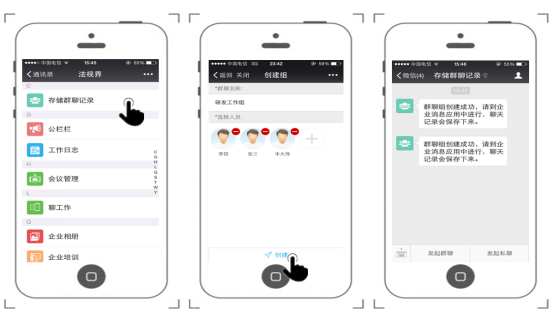 中国电信 15:45 55%
通讯录 法视界
C
存储群聊记录
G
公栏栏
工作日志
H
会议管理
L
聊工作
Q
企业相册
企业培训
C
G
H
L
Q
S
T
W
Y
中国电信 3G 23:42 55%
返回 关闭 创建组
*群聊名称:
研发工作组
*选择人员:
李四 张三 牛大师
创建
中国电信 15:46 55%
微信(4) 存储群聊记录
15:45
群聊组创建成功，请到企
业消息应用中进行，聊天
记录会保存下来。
群聊组创建成功，请到企
业消息应用中进行，聊天
记录会保存下来。
发起群聊 发起私聊